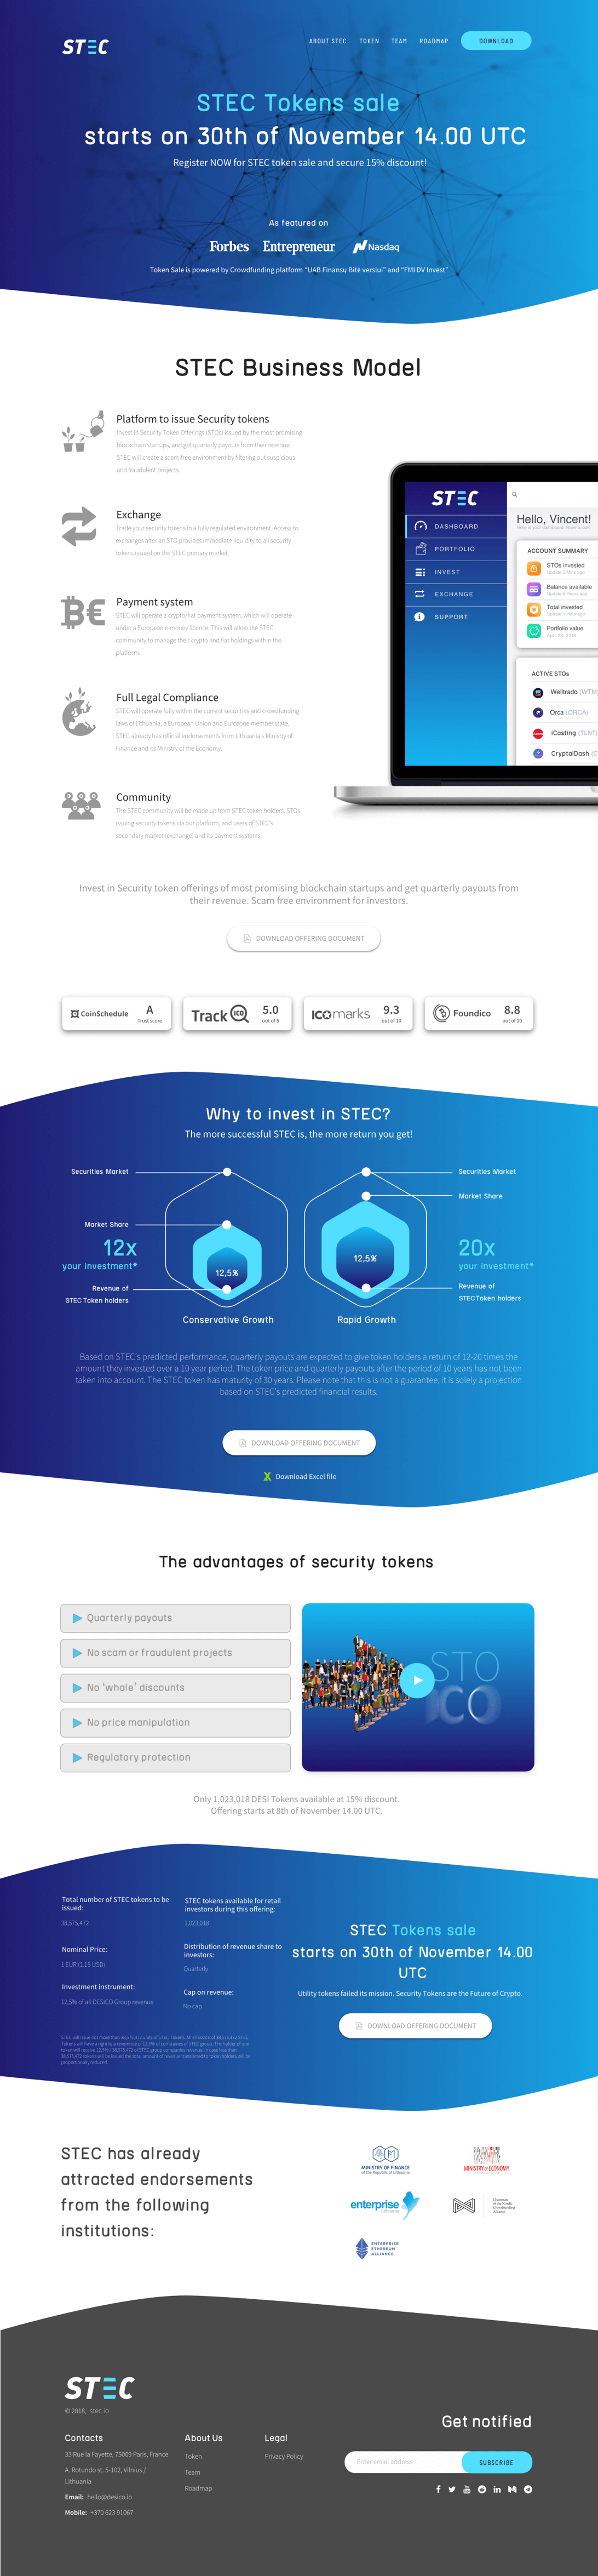 STEC
ABOUT STEC TOKEN TEAM ROADMAP DOWNLOAD
STEC Tokens sale
starts on 30th of November 14.00 UTC
Register NOW for STEC token sale and secure 15% discount!
As featured on
Forbes Entrepreneur Nasdaq
Token Sale is powered by Crowdfunding platform "UAB Finansų Bitė verslui" and "FMI DV Invest"
STEC Business Model
Platform to issue Security tokens
Invest in Security Token Offerings (STOs) issued by the most promising
blockchain startups, and get quarterly payouts from their revenue.
STEC will create a scam-free environment by filtering out suspicious
and fraudulent projects.
Exchange
Trade your security tokens in a fully regulated environment. Access to
exchanges after an STO provides immediate liquidity to all security
tokens issued on the STEC primary market.
Payment system
STEC will operate a crypto/fiat payment system, which will operate
under a European e-money licence. This will allow the STEC
community to manage their crypto and fiat holdings within the
platform.
Full Legal Compliance
STEC will operate fully within the current securities and crowdfunding
laws of Lithuania, a European Union and Eurozone member state.
STEC already has official endorsements from Lithuania's Ministry of
Finance and its Ministry of the Economy.
Community
The STEC community will be made up from STEC token holders, STOs
issuing security tokens via our platform, and users of STEC's
secondary market (exchange) and its payment systems.
STEC
DASHBOARD
PORTFOLIO
INVEST
EXCHANGE
SUPPORT
Hello, Vincent!
ACCOUNT SUMMARY
STOs invested
Update 2 Mins ago
Balance available
Update 6 Hours ago
Total invested
Update 1 Hour ago
Portfolio value
April 20, 2018
ACTIVE STOs
Welltrado (WTM
Orca (ORCA)
iCasting (TLNT)
CryptalDash (C
Invest in Security token offerings of most promising blockchain startups and get quarterly payouts from
their revenue. Scam free environment for investors.
DOWNLOAD OFFERING DOCUMENT
CoinSchedule A Trust score
Track ICO 5.0 out of 5
ICOmarks 9.3 out of 10
Foundico 8.8 out of 10
Why to invest in STEC?
The more successful STEC is, the more return you get!
Securities Market
Market Share
12x
your investment*
Revenue of
STEC Token holders
12,5%
Conservative Growth
Securities Market
Market Share
20x
your investment*
Revenue of
STEC Token holders
12,5%
Rapid Growth
Based on STEC's predicted performance, quarterly payouts are expected to give token holders a return of 12-20 times the
amount they invested over a 10 year period. The token price and quarterly payouts after the period of 10 years has not been
taken into account. The STEC token has maturity of 30 years. Please note that this is not a guarantee, it is solely a projection
based on STEC's predicted financial results.
DOWNLOAD OFFERING DOCUMENT
Download Excel file
The advantages of security tokens
Quarterly payouts
No scam or fraudulent projects
No 'whale' discounts
No price manipulation
Regulatory protection
STO
ICO
Only 1,023,018 DESI Tokens available at 15% discount.
Offering starts at 8th of November 14.00 UTC.
Total number of STEC tokens to be
issued:
38,575,472
Nominal Price:
1 EUR (1.15 USD)
Investment instrument:
12,5% of all DESICO Group revenue
STEC tokens available for retail
investors during this offering:
1,023,018
Distribution of revenue share to
investors:
Quarterly
Cap on revenue:
No cap
STEC Tokens sale
starts on 30th of November 14.00
UTC
Utility tokens failed its mission. Security Tokens are the Future of Crypto.
DOWNLOAD OFFERING DOCUMENT
STEC has already
attracted endorsements
from the following
institutions:
MINISTRY OF FINANCE
of the Republic of Lithuania
MINISTRY OF ECONOMY
enterprise
Lithuania
Chairman
of the Nordic
Crowdfunding
Alliance
ENTERPRISE
ETHEREUM
ALLIANCE
STEC
© 2018, stec.io
Contacts
33 Rue la Fayette, 75009 Paris, France
A. Rotundo st. 5-102, Vilnius /
Lithuania
Email: hello@desico.io
Mobile: +370 623 91067
About Us
Token
Team
Roadmap
Legal
Privacy Policy
Get notified
Enter email address
SUBSCRIBE